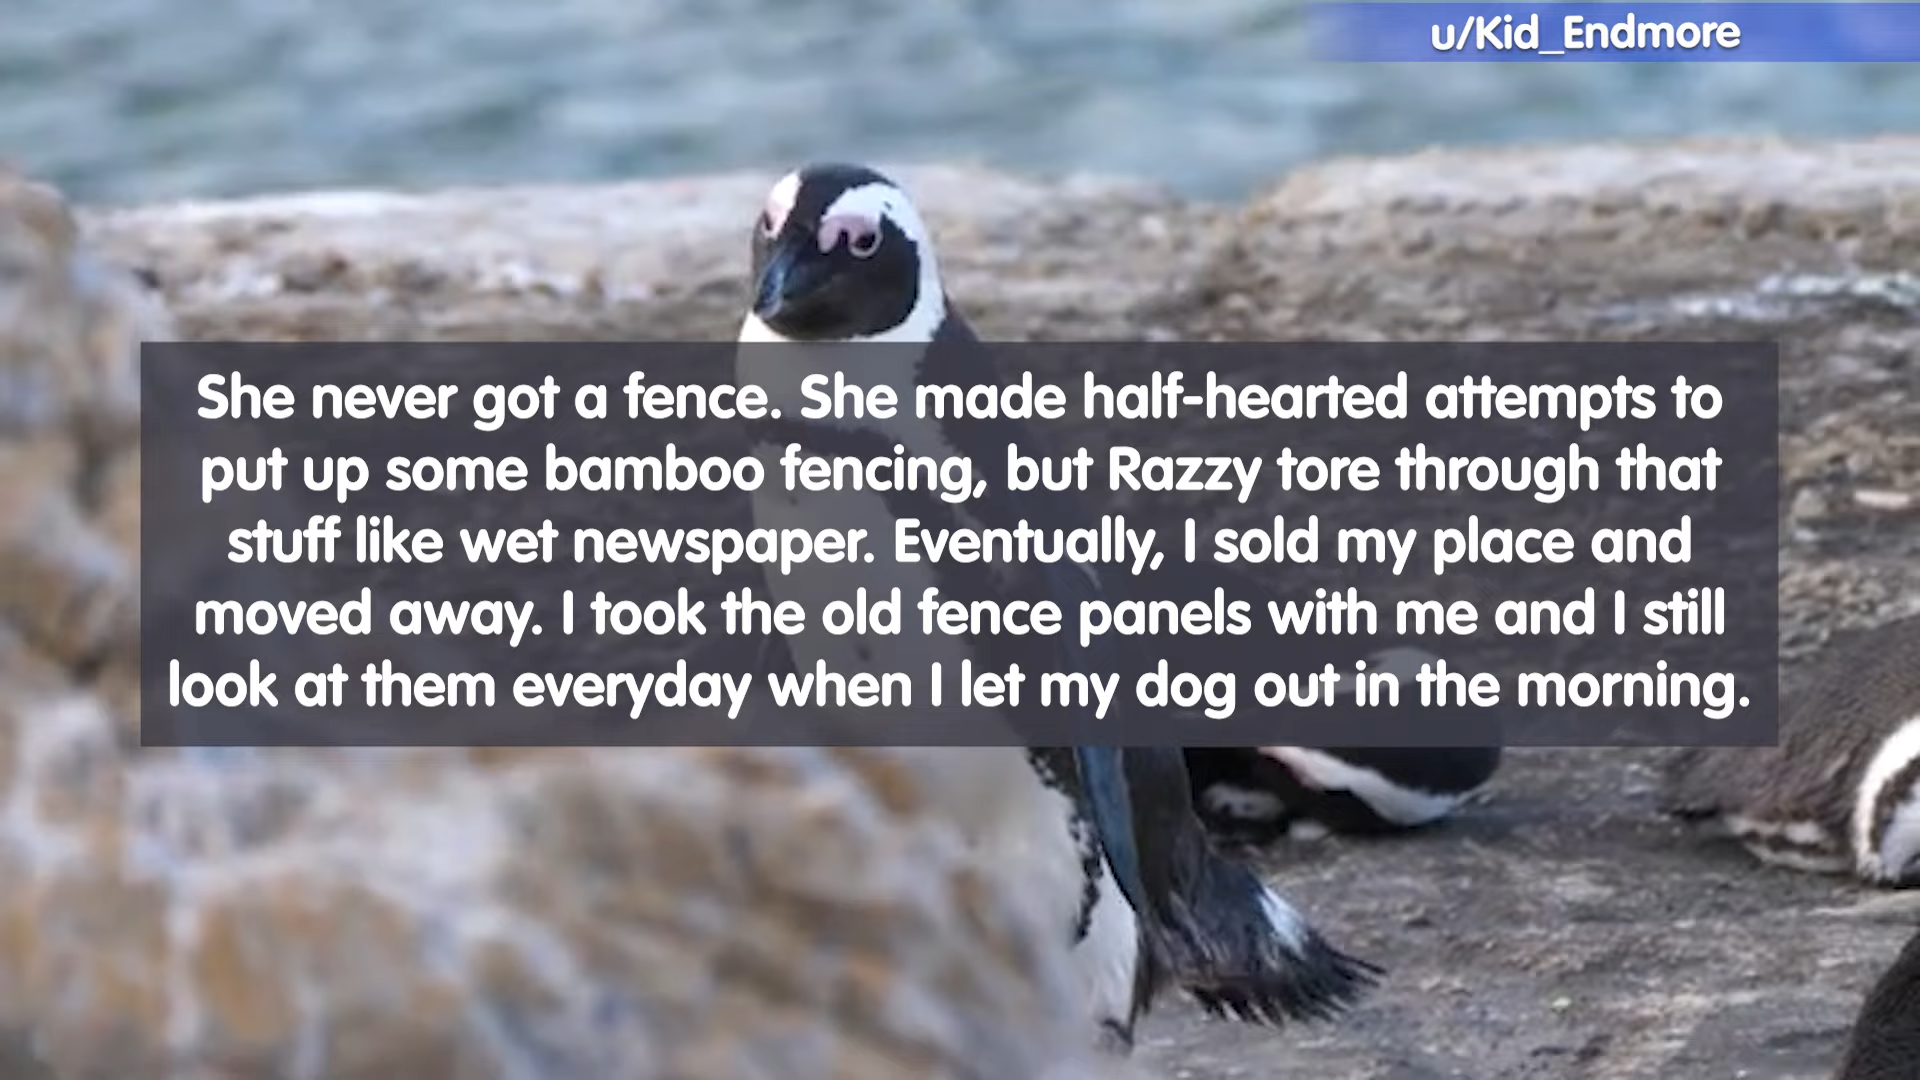 u/Kid_Endmore
She never got a fence. She made half-hearted attempts to
put up some bamboo fencing, but Razzy tore through that
stuff like wet newspaper. Eventually, I sold my place and
moved away. I took the old fence panels with me and I still
look at them everyday when I let my dog out in the morning.